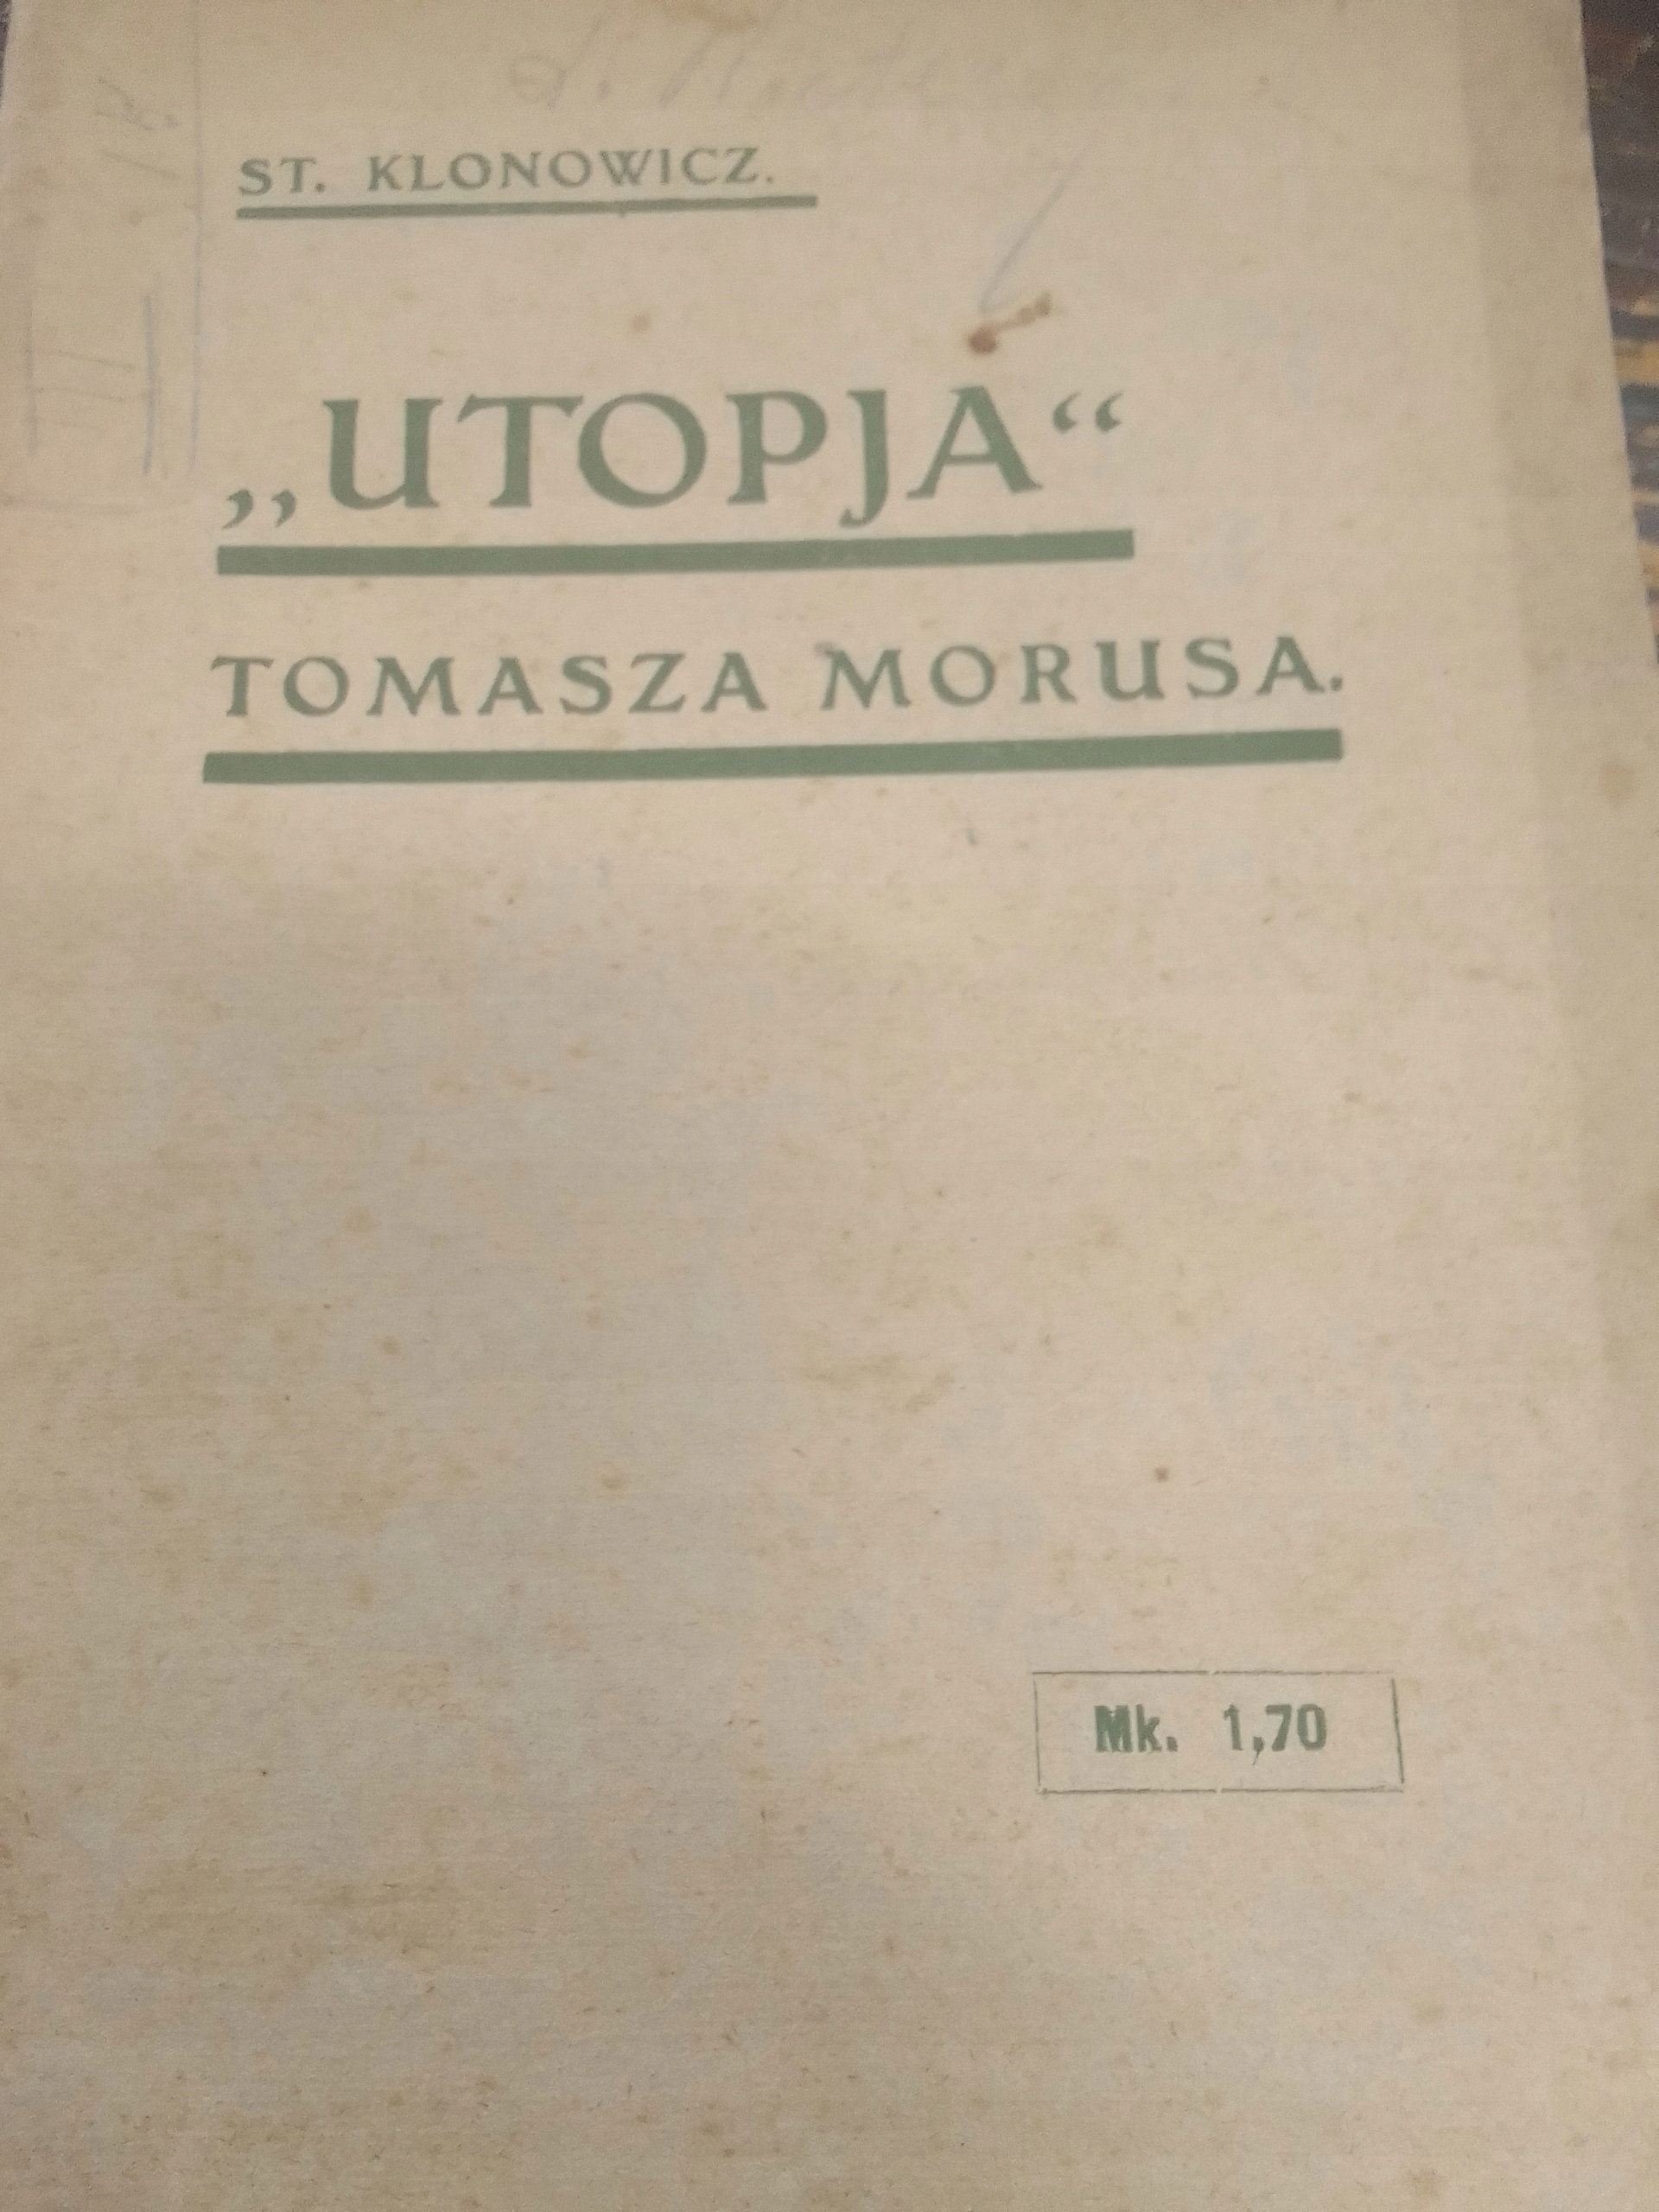 ST. KLONOWICZ.
„UTOPJA“
TOMASZA MORUSA.
Mk. 1,70